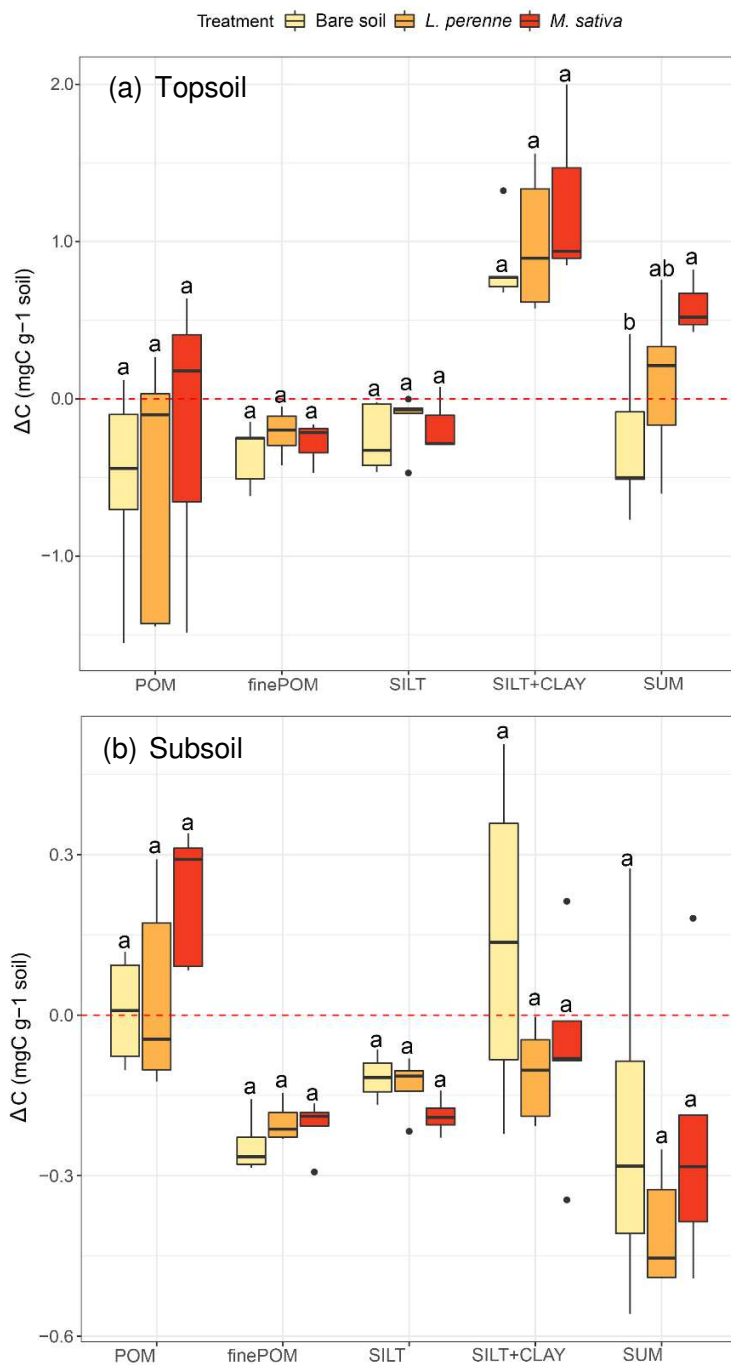 Treatment Bare soil L. perenne M. sativa
(a) Topsoil
2.0
1.0
0.0
−1.0
ΔC (mgC g−1 soil)
a a a
a a a
a a a
a a a
b ab a
POM finePOM SILT SILT+CLAY SUM
(b) Subsoil
0.3
0.0
−0.3
−0.6
ΔC (mgC g−1 soil)
a a a
a a a
a a a
a a a
a a a
POM finePOM SILT SILT+CLAY SUM